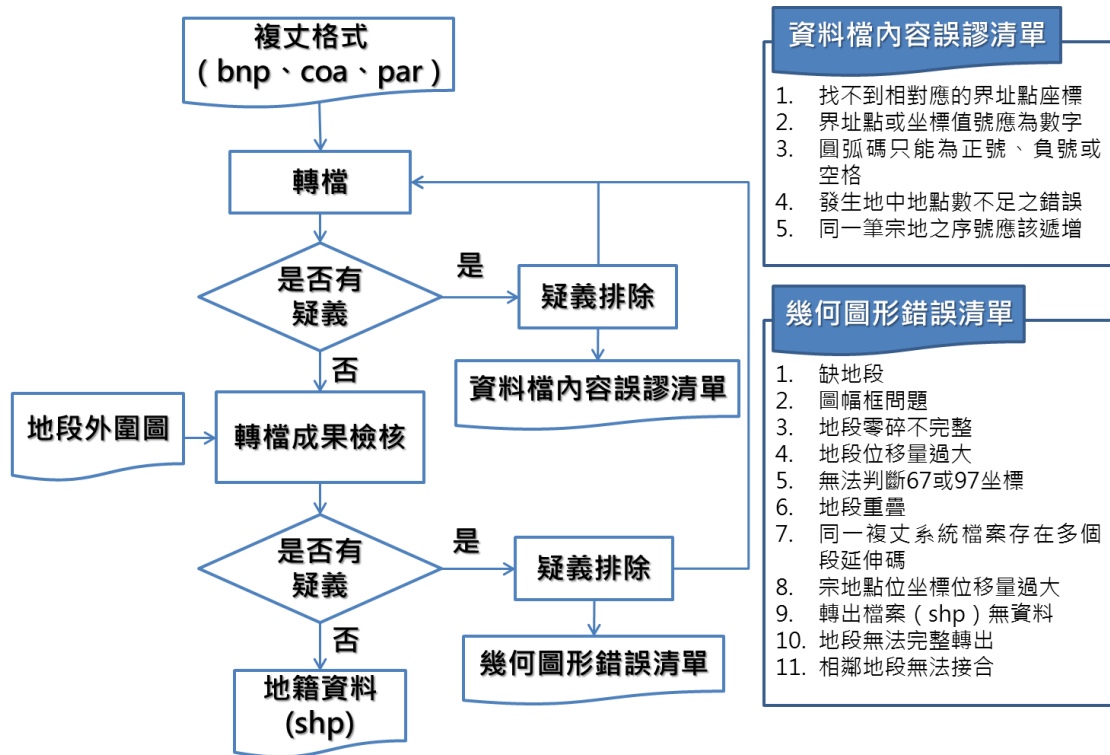 複丈格式
（bnp、coa、par）
轉檔
是否有
疑義
是
疑義排除
資料檔內容誤謬清單
否
地段外圍圖
轉檔成果檢核
是否有
疑義
是
疑義排除
幾何圖形錯誤清單
否
地籍資料
(shp)
資料檔內容誤謬清單
1. 找不到相對應的界址點座標
2. 界址點或坐標值號應為數字
3. 圓弧碼只能為正號、負號或
空格
4. 發生地中地點數不足之錯誤
5. 同一筆宗地之序號應該遞增
幾何圖形錯誤清單
1. 缺地段
2. 圖幅框問題
3. 地段零碎不完整
4. 地段位移量過大
5. 無法判斷67或97坐標
6. 地段重疊
7. 同一複丈系統檔案存在多個
段延伸碼
8. 宗地點位坐標位移量過大
9. 轉出檔案（shp）無資料
10. 地段無法完整轉出
11. 相鄰地段無法接合